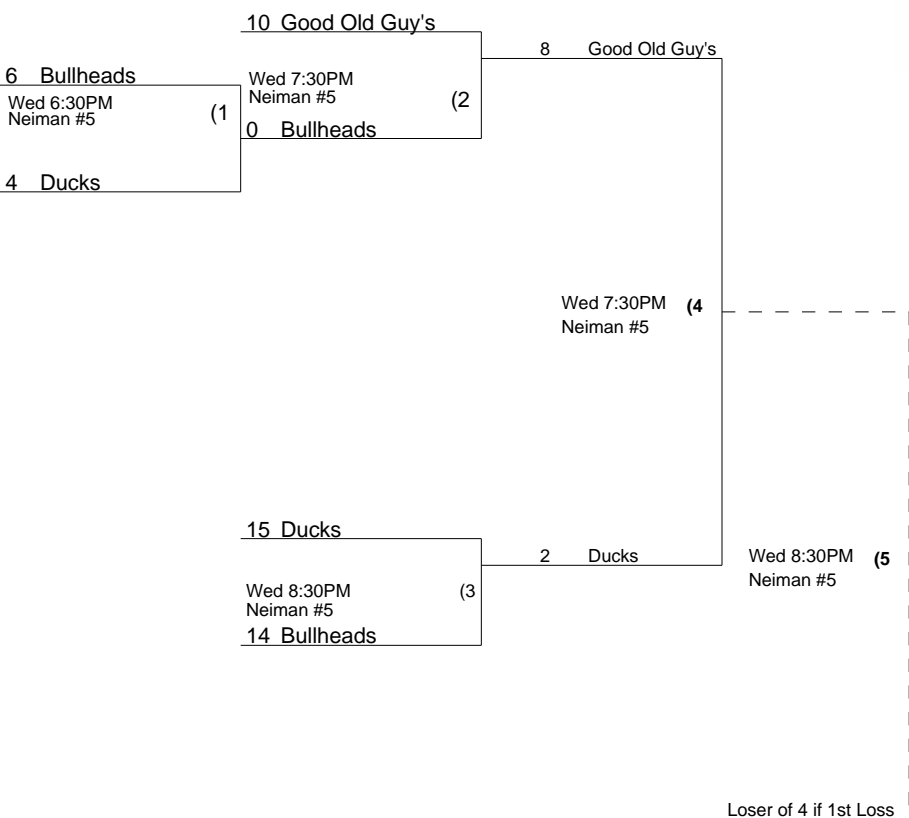 10 Good Old Guy's
8 Good Old Guy's
6 Bullheads
Wed 7:30PM
Neiman #5
(2
Wed 6:30PM
Neiman #5
(1
0 Bullheads
4 Ducks
Wed 7:30PM (4
Neiman #5
15 Ducks
2 Ducks
Wed 8:30PM (5
Neiman #5
Wed 8:30PM (3
Neiman #5
14 Bullheads
Loser of 4 if 1st Loss